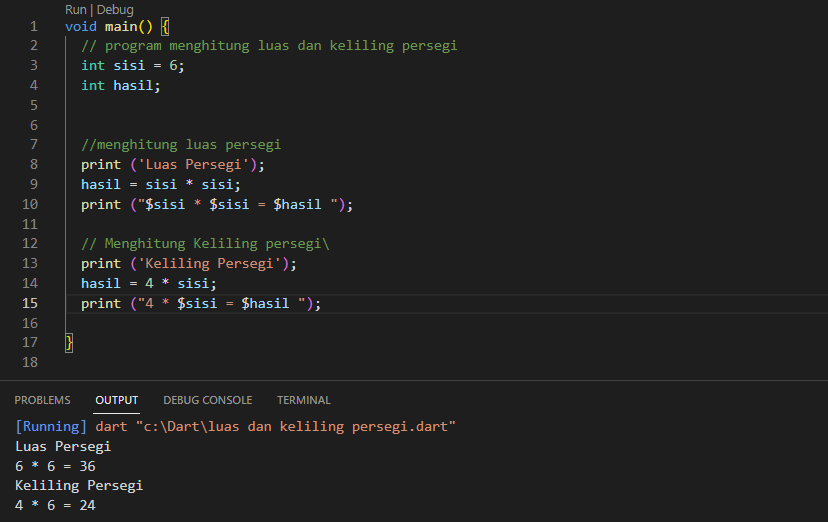 Run | Debug
1 void main() {
2 // program menghitung luas dan keliling persegi
3 int sisi = 6;
4 int hasil;
5
6
7 //menghitung luas persegi
8 print ('Luas Persegi');
9 hasil = sisi * sisi;
10 print ("$sisi * $sisi = $hasil ");
11
12 // Menghitung Keliling persegi\
13 print ('Keliling Persegi');
14 hasil = 4 * sisi;
15 print ("4 * $sisi = $hasil ");
16
17 }
18
PROBLEMS OUTPUT DEBUG CONSOLE TERMINAL
[Running] dart "c:\Dart\luas dan keliling persegi.dart"
Luas Persegi
6 * 6 = 36
Keliling Persegi
4 * 6 = 24